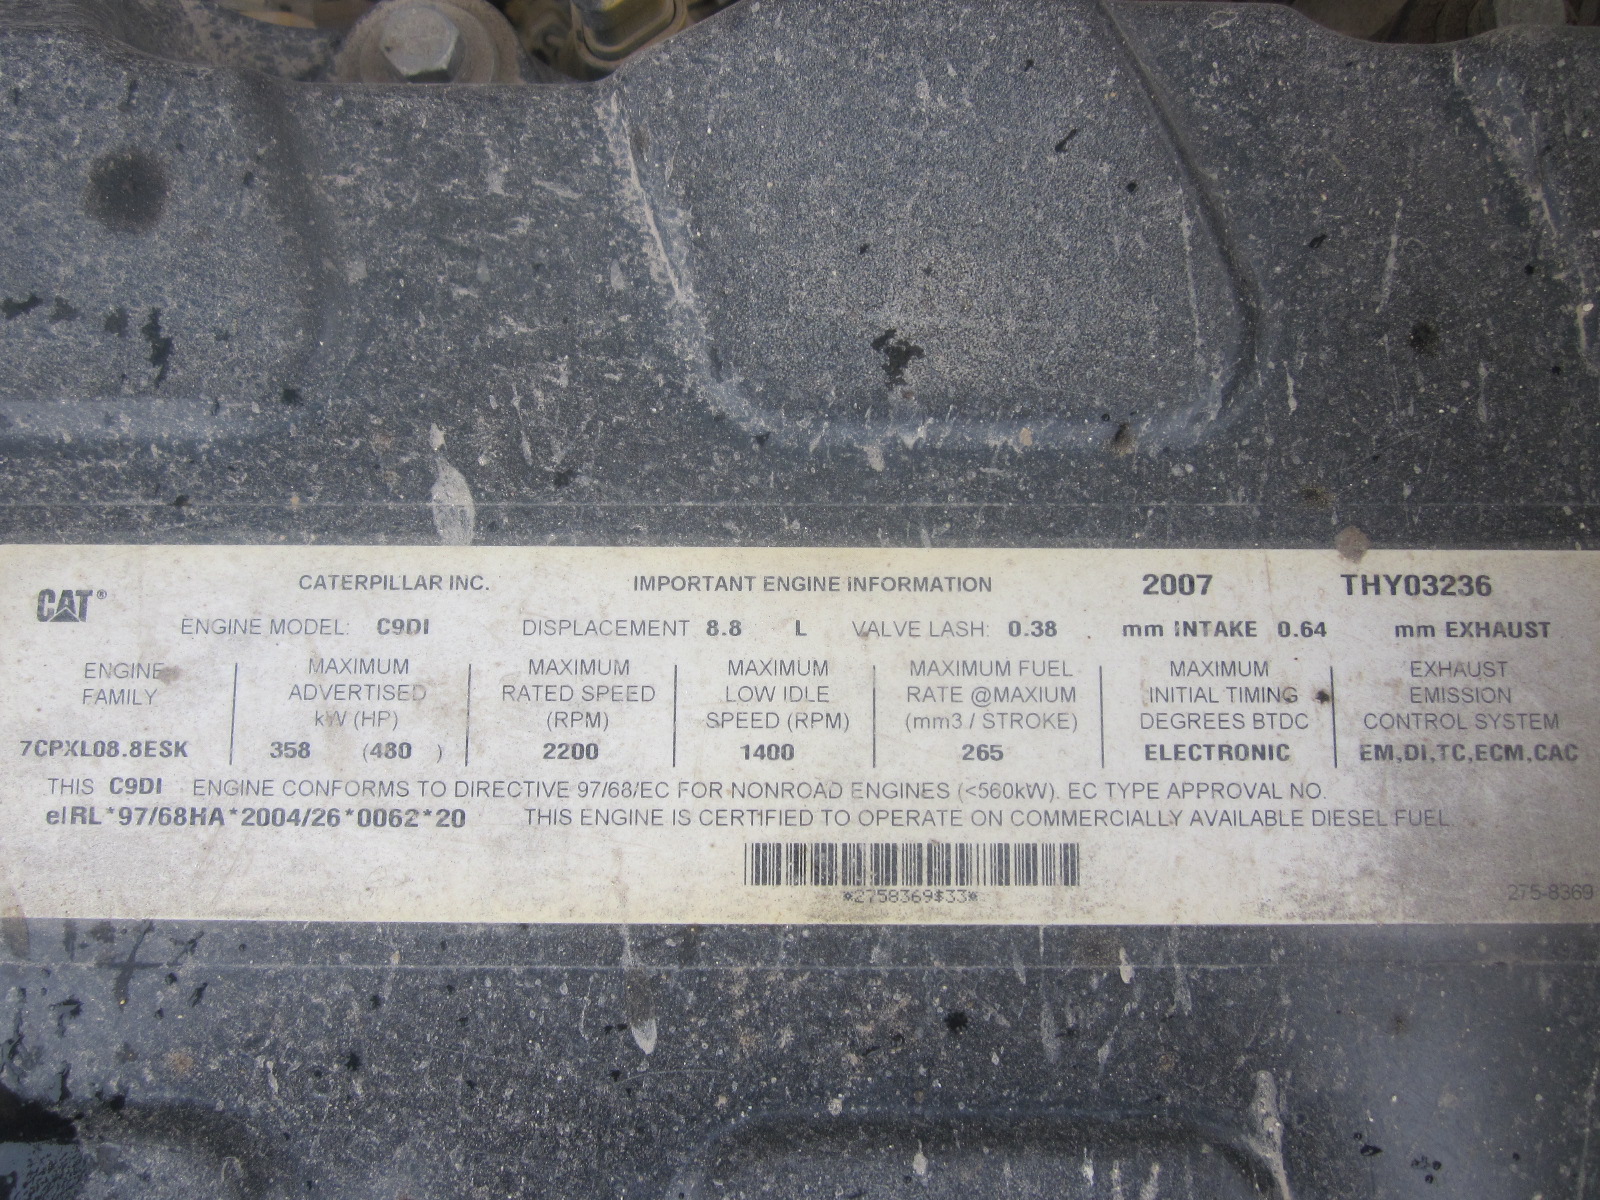 CAT® CATERPILLAR INC. IMPORTANT ENGINE INFORMATION 2007 THY03236
ENGINE MODEL: C9DI DISPLACEMENT 8.8 L VALVE LASH: 0.38 mm INTAKE 0.64 mm EXHAUST
ENGINE FAMILY
7CPXL08.8ESK
MAXIMUM
ADVERTISED
kW (HP)
358 (480 )
MAXIMUM
RATED SPEED
(RPM)
2200
MAXIMUM
LOW IDLE
SPEED (RPM)
1400
MAXIMUM FUEL
RATE @MAXIUM
(mm3 / STROKE)
265
MAXIMUM
INITIAL TIMING
DEGREES BTDC
ELECTRONIC
EXHAUST
EMISSION
CONTROL SYSTEM
EM,DI,TC,ECM,CAC
THIS C9DI ENGINE CONFORMS TO DIRECTIVE 97/68/EC FOR NONROAD ENGINES (<560kW). EC TYPE APPROVAL NO.
eIRL*97/68HA*2004/26*0062*20 THIS ENGINE IS CERTIFIED TO OPERATE ON COMMERCIALLY AVAILABLE DIESEL FUEL.
*2758369$33*
275-8369